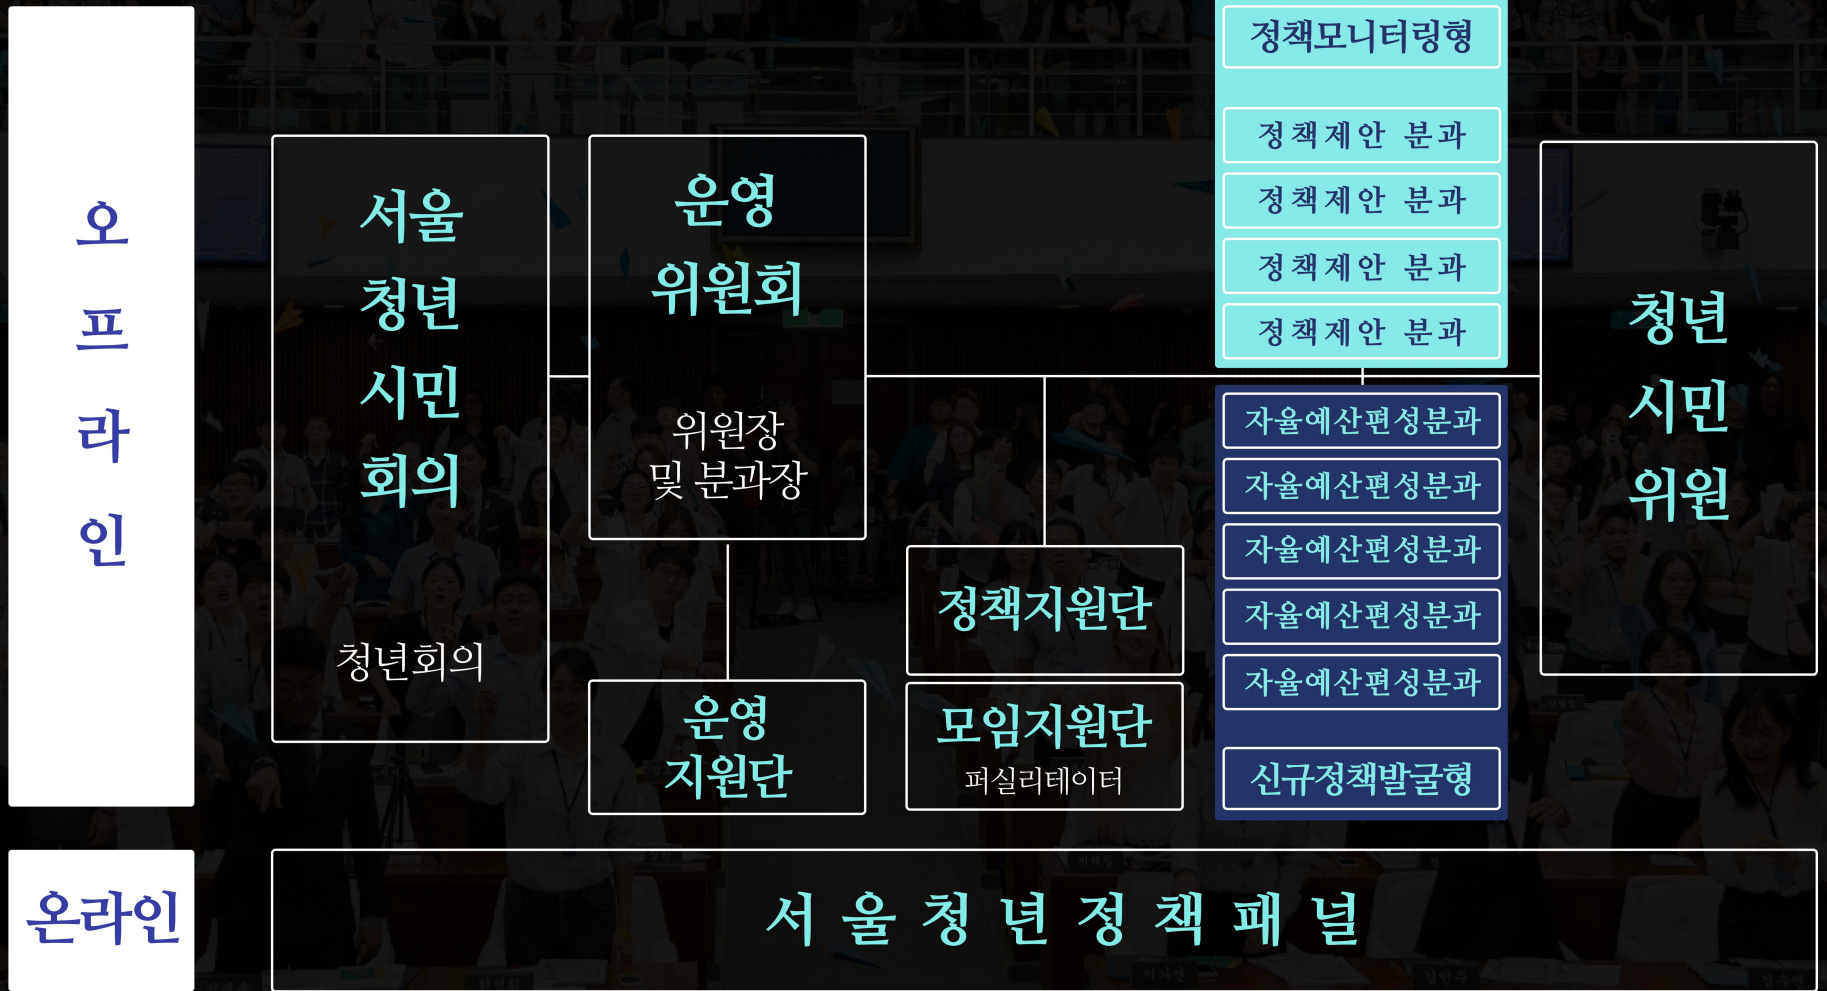 오
프
라
인
서울
청년
시민
회의
청년회의
운영
위원회
위원장
및 분과장
운영
지원단
정책지원단
모임지원단
퍼실리테이터
정책모니터링형
정책제안 분과
정책제안 분과
정책제안 분과
정책제안 분과
자율예산편성분과
자율예산편성분과
자율예산편성분과
자율예산편성분과
자율예산편성분과
신규정책발굴형
청년
시민
위원
온라인
서울청년정책패널